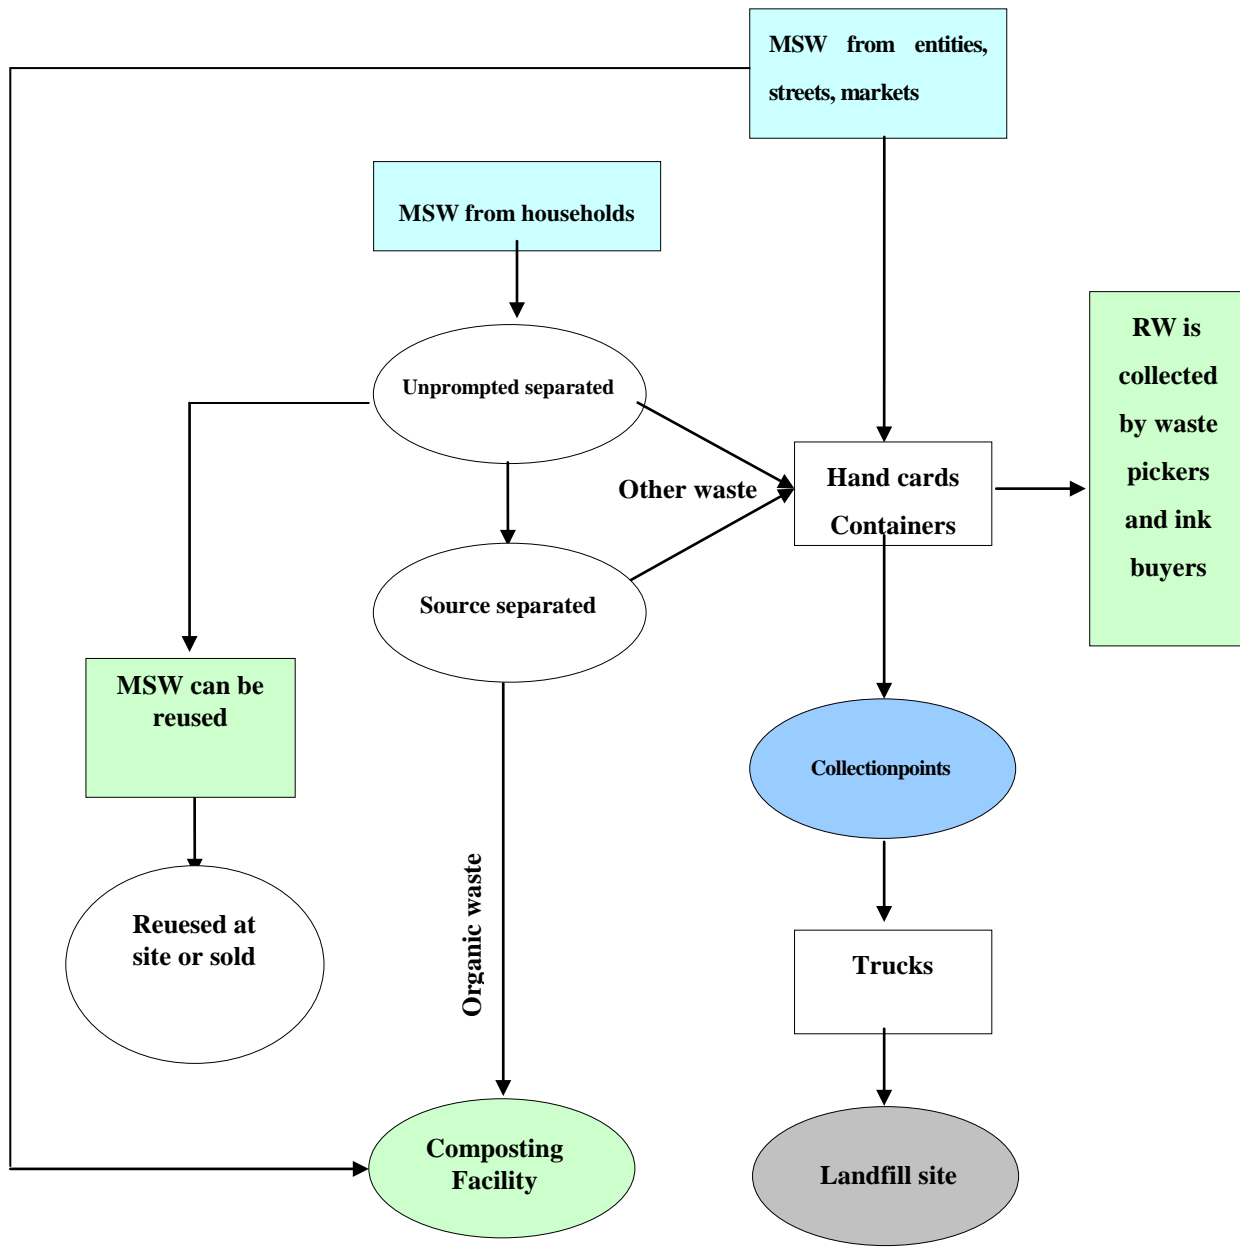 MSW from entities,
streets, markets
MSW from households
Unprompted separated
Other waste
Hand cards
Containers
RW is
collected
by waste
pickers
and ink
buyers
Source separated
MSW can be
reused
Collectionpoints
Organic waste
Reuesed at
site or sold
Trucks
Composting
Facility
Landfill site